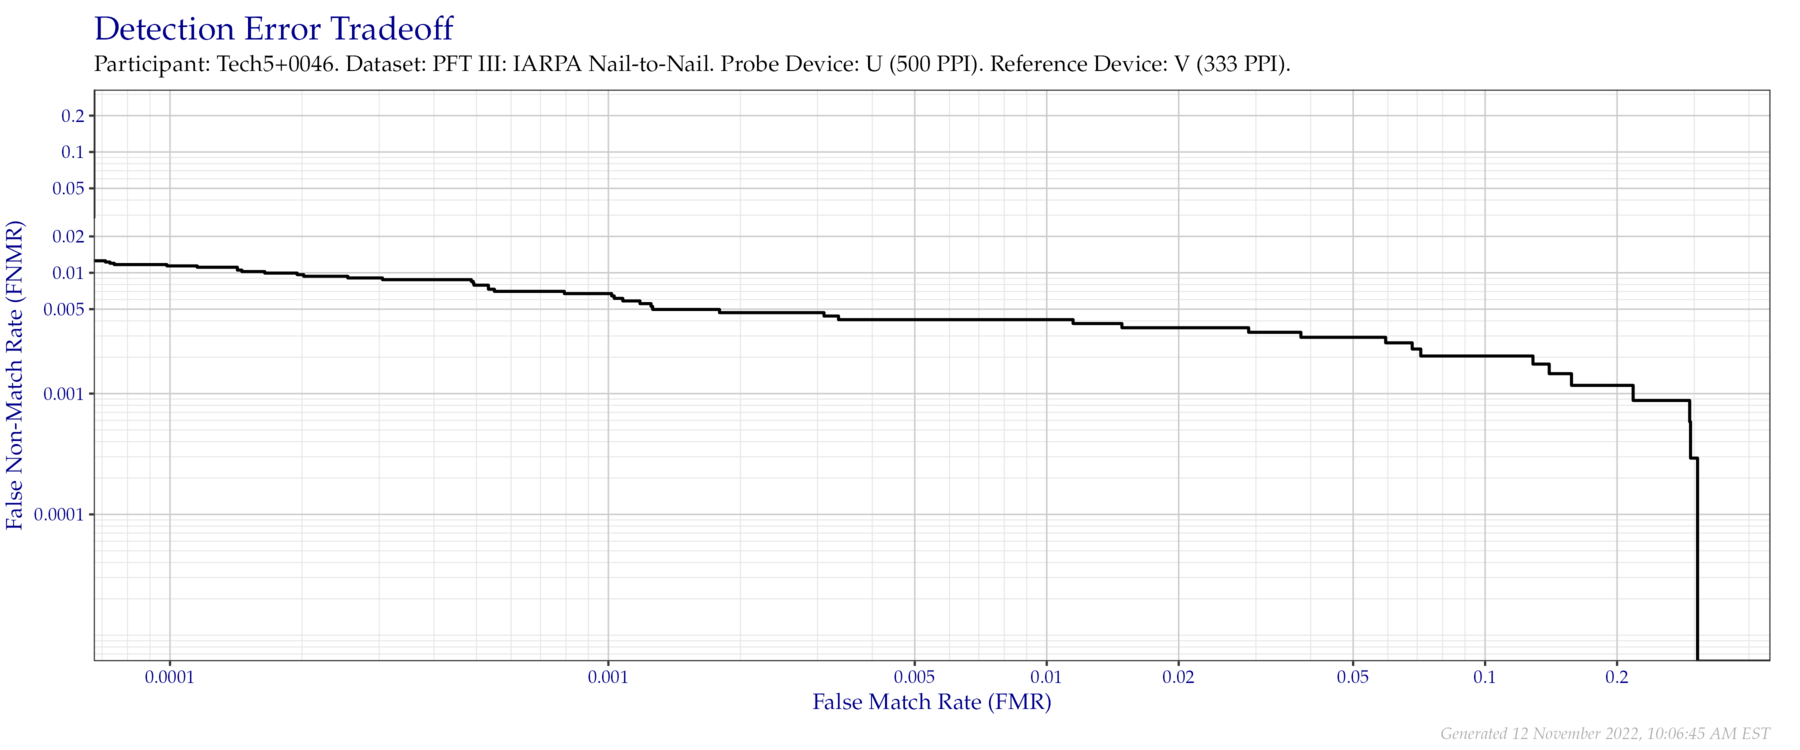 Detection Error Tradeoff
Participant: Tech5+0046. Dataset: PFT III: IARPA Nail-to-Nail. Probe Device: U (500 PPI). Reference Device: V (333 PPI).
False Non-Match Rate (FNMR)
0.2
0.1
0.05
0.02
0.01
0.005
0.001
0.0001
0.0001 0.001 0.005 0.01 0.02 0.05 0.1 0.2
False Match Rate (FMR)
Generated 12 November 2022, 10:06:45 AM EST